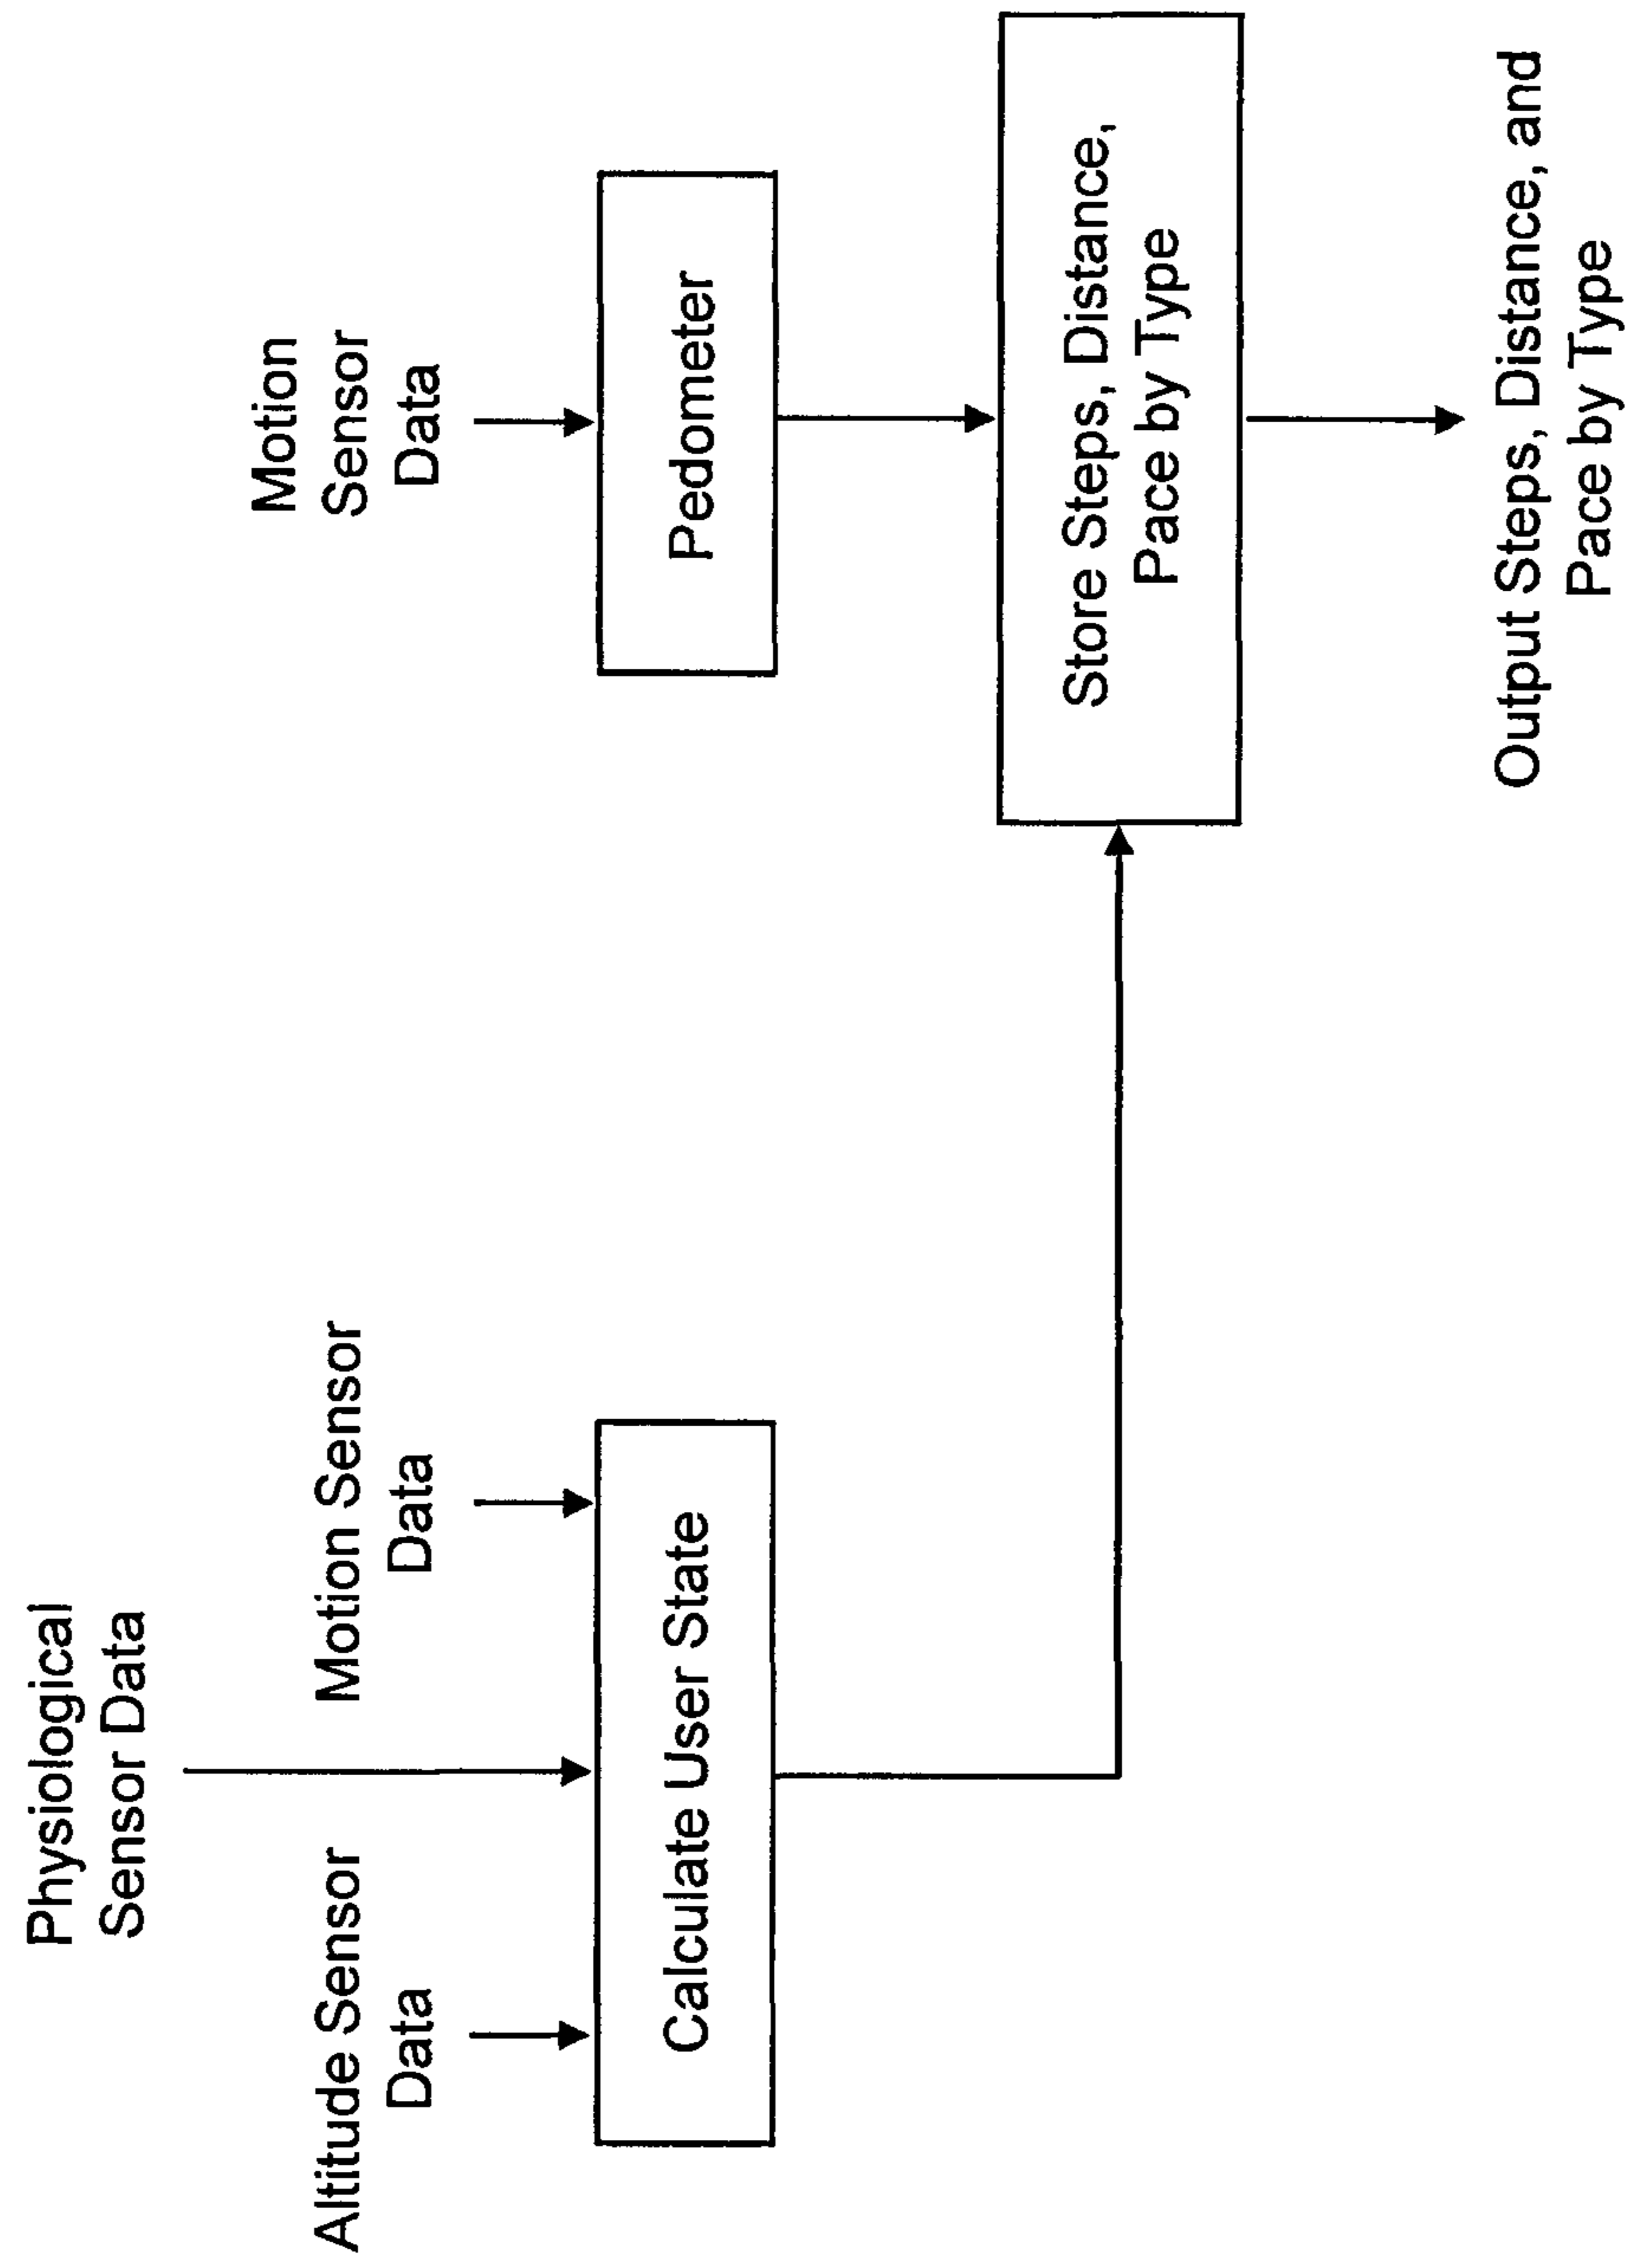 Physiological
Sensor Data
Altitude Sensor
Data
Motion Sensor
Data
Motion
Sensor
Data
Calculate User State
Pedometer
Store Steps, Distance,
Pace by Type
Output Steps, Distance, and
Pace by Type